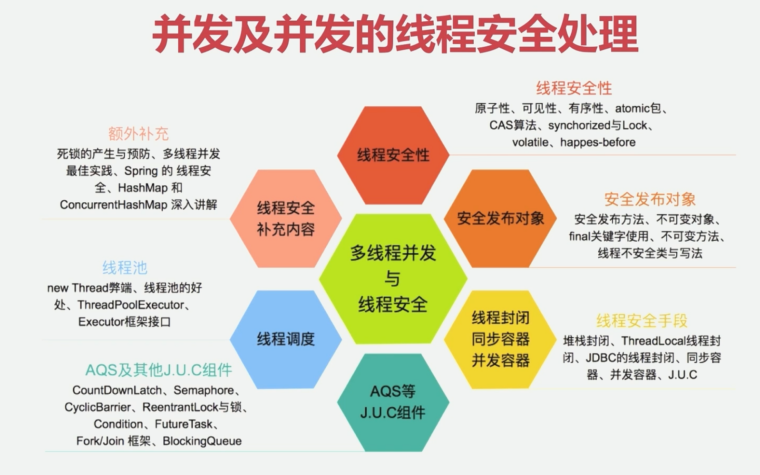 并发及并发的线程安全处理
线程安全性
原子性、可见性、有序性、atomic包、
CAS算法、synchorized与Lock、
volatile、happes-before
额外补充
死锁的产生与预防、多线程并发
最佳实践、Spring 的 线程安
全、HashMap 和
ConcurrentHashMap 深入讲解
线程安全性
线程安全
补充内容
安全发布对象
安全发布对象
安全发布方法、不可变对象、
final关键字使用、不可变方法、
线程不安全类与写法
多线程并发
与
线程安全
线程池
new Thread弊端、线程池的好
处、ThreadPoolExecutor、
Executor框架接口
线程调度
线程封闭
同步容器
并发容器
线程安全手段
堆栈封闭、ThreadLocal线程封
闭、JDBC的线程封闭、同步容
器、并发容器、J.U.C
AQS及其他J.U.C组件
CountDownLatch、Semaphore、
CyclicBarrier、ReentrantLock与锁、
Condition、FutureTask、
Fork/Join 框架、BlockingQueue
AQS等
J.U.C组件